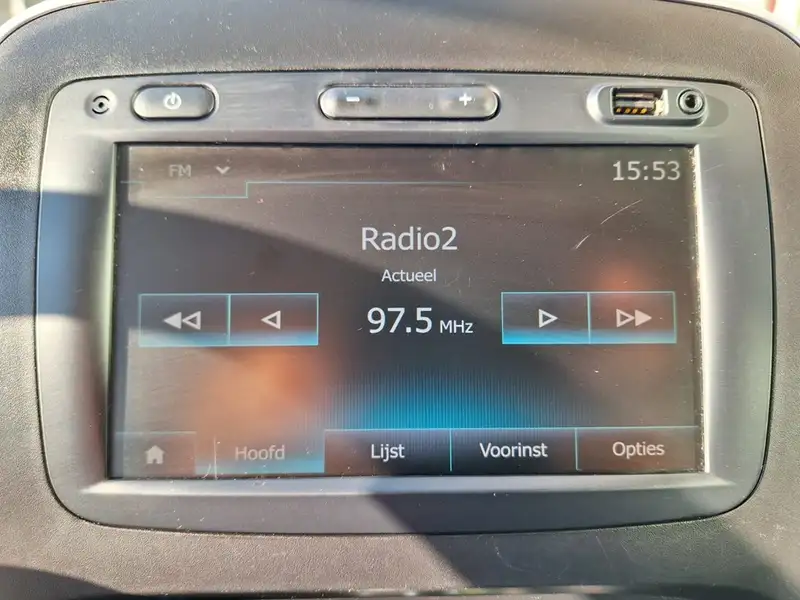 FM
15:53
Radio2
Actueel
97.5 MHz
Hoofd
Lijst
Voorinst
Opties